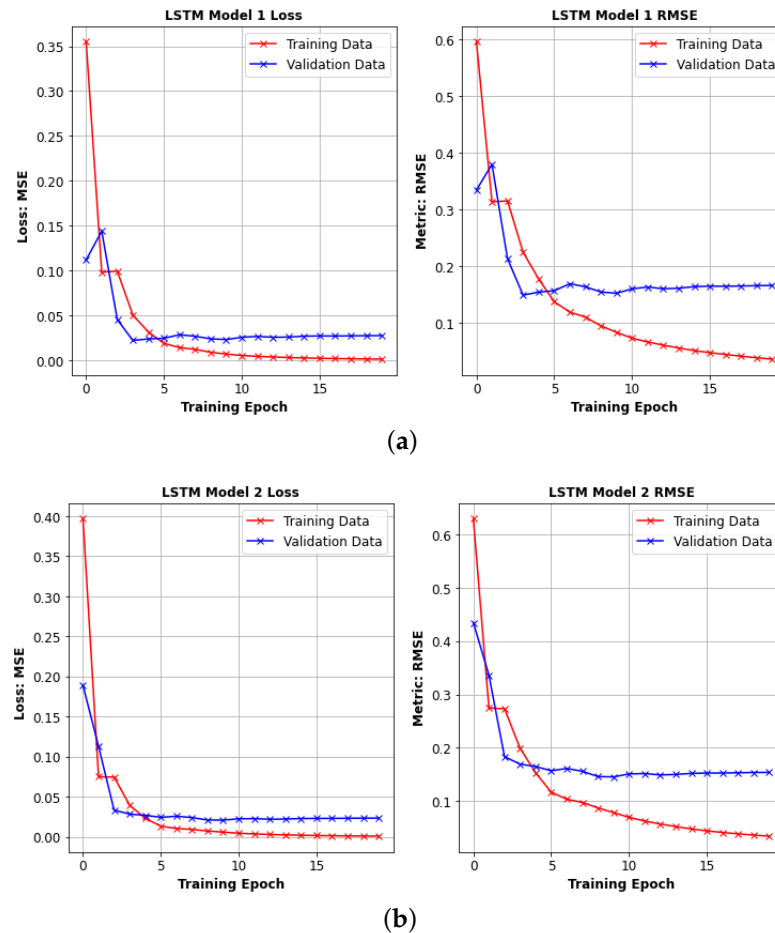 LSTM Model 1 Loss
0.35
0.30
0.25
0.20
0.15
0.10
0.05
0.00
Loss: MSE
Training Data
Validation Data
0 5 10 15
Training Epoch
LSTM Model 1 RMSE
0.6
0.5
0.4
0.3
0.2
0.1
Metric: RMSE
Training Data
Validation Data
0 5 10 15
Training Epoch
(a)
LSTM Model 2 Loss
0.40
0.35
0.30
0.25
0.20
0.15
0.10
0.05
0.00
Loss: MSE
Training Data
Validation Data
0 5 10 15
Training Epoch
LSTM Model 2 RMSE
0.6
0.5
0.4
0.3
0.2
0.1
Metric: RMSE
Training Data
Validation Data
0 5 10 15
Training Epoch
(b)